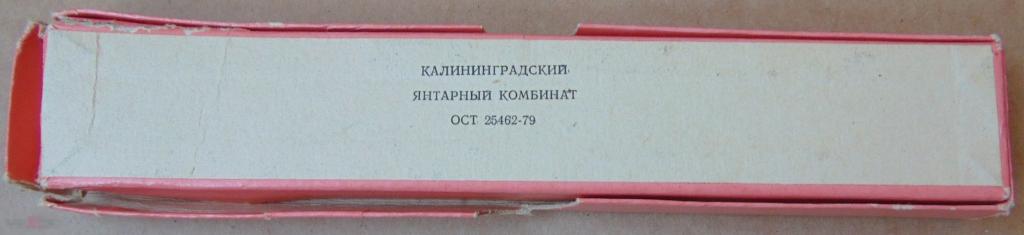 КАЛИНИНГРАДСКИЙ
ЯНТАРНЫЙ КОМБИНАТ
ОСТ 25462-79